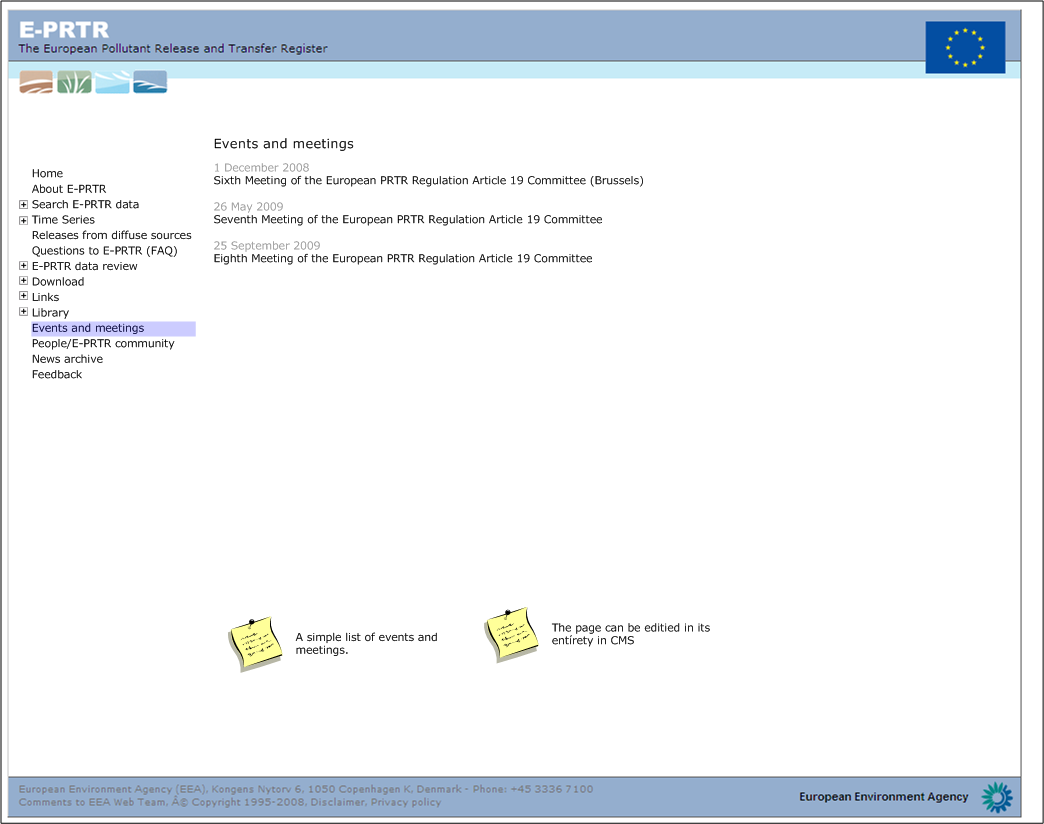 E-PRTR
The European Pollutant Release and Transfer Register
Home
About E-PRTR
Search E-PRTR data
Time Series
Releases from diffuse sources
Questions to E-PRTR (FAQ)
E-PRTR data review
Download
Links
Library
Events and meetings
People/E-PRTR community
News archive
Feedback
Events and meetings
1 December 2008
Sixth Meeting of the European PRTR Regulation Article 19 Committee (Brussels)
26 May 2009
Seventh Meeting of the European PRTR Regulation Article 19 Committee
25 September 2009
Eighth Meeting of the European PRTR Regulation Article 19 Committee
A simple list of events and
meetings.
The page can be editied in its
entírety in CMS
European Environment Agency (EEA), Kongens Nytorv 6, 1050 Copenhagen K, Denmark - Phone: +45 3336 7100
Comments to EEA Web Team, Â© Copyright 1995-2008, Disclaimer, Privacy policy
European Environment Agency